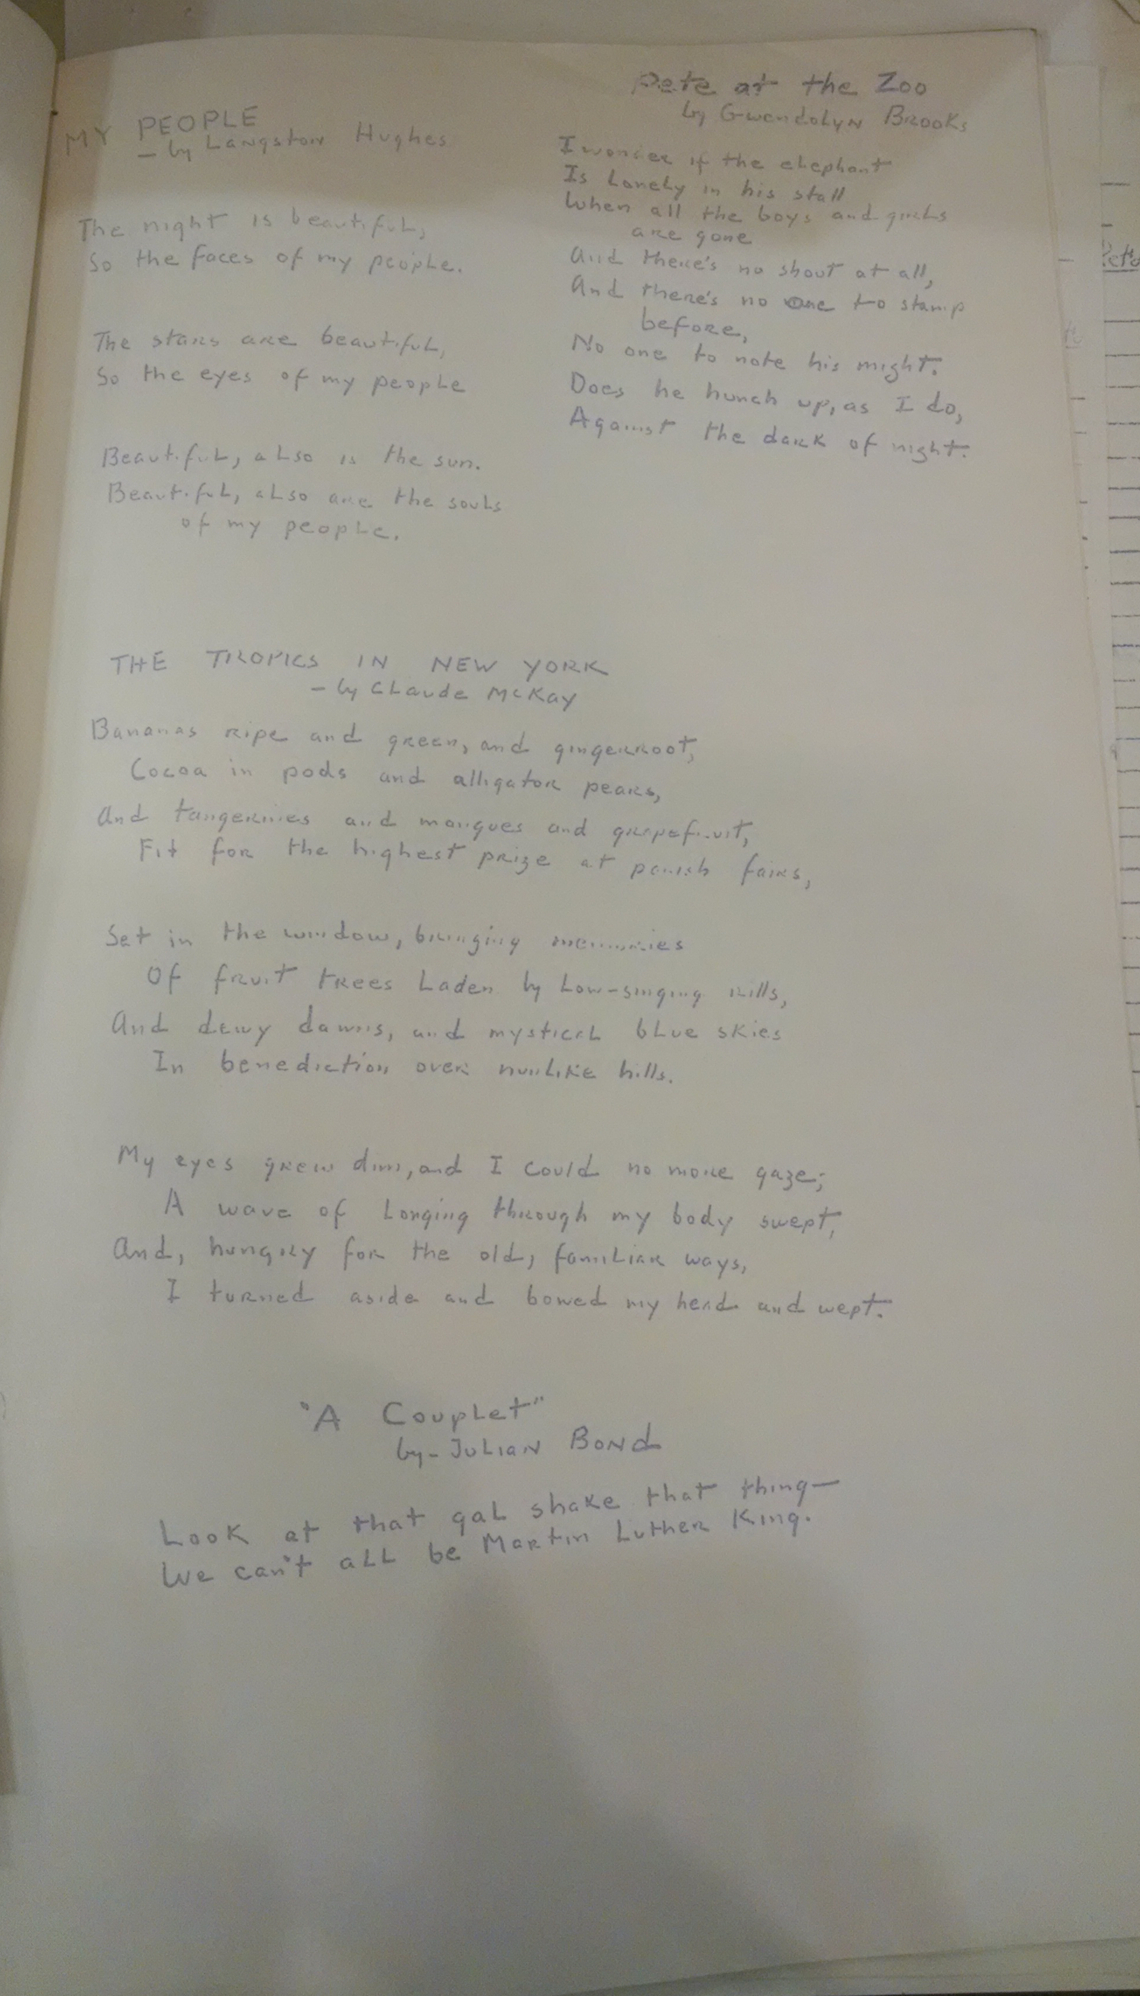 MY PEOPLE
- by Langston Hughes
The night is beautiful,
So the faces of my people.
The stars are beautiful,
So the eyes of my people
Beautiful, also is the sun.
Beautiful, also are the souls
of my people.
Pete at the Zoo
by Gwendolyn Brooks
I wonder if the elephant
Is Lonely in his stall
When all the boys and girls
are gone
And there's no shout at all,
And there's no one to stamp
before,
No one to note his might.
Does he hunch up, as I do,
Against the dark of night.
THE TROPICS IN NEW YORK
- by Claude McKay
Bananas ripe and green, and gingerroot,
Cocoa in pods and alligator pears,
And tangerines and mangues and grapefruit,
Fit for the highest prize at parish fairs,
Set in the window, bringing memories
Of fruit trees Laden by Low-singing rills,
And dewy dawns, and mystical blue skies
In benediction over nunlike hills.
My eyes grew dim, and I could no more gaze;
A wave of Longing through my body swept,
And, hungry for the old, familiar ways,
I turned aside and bowed my head and wept.
"A Couplet"
by - Julian Bond
Look at that gal shake that thing—
We can't all be Martin Luther King.